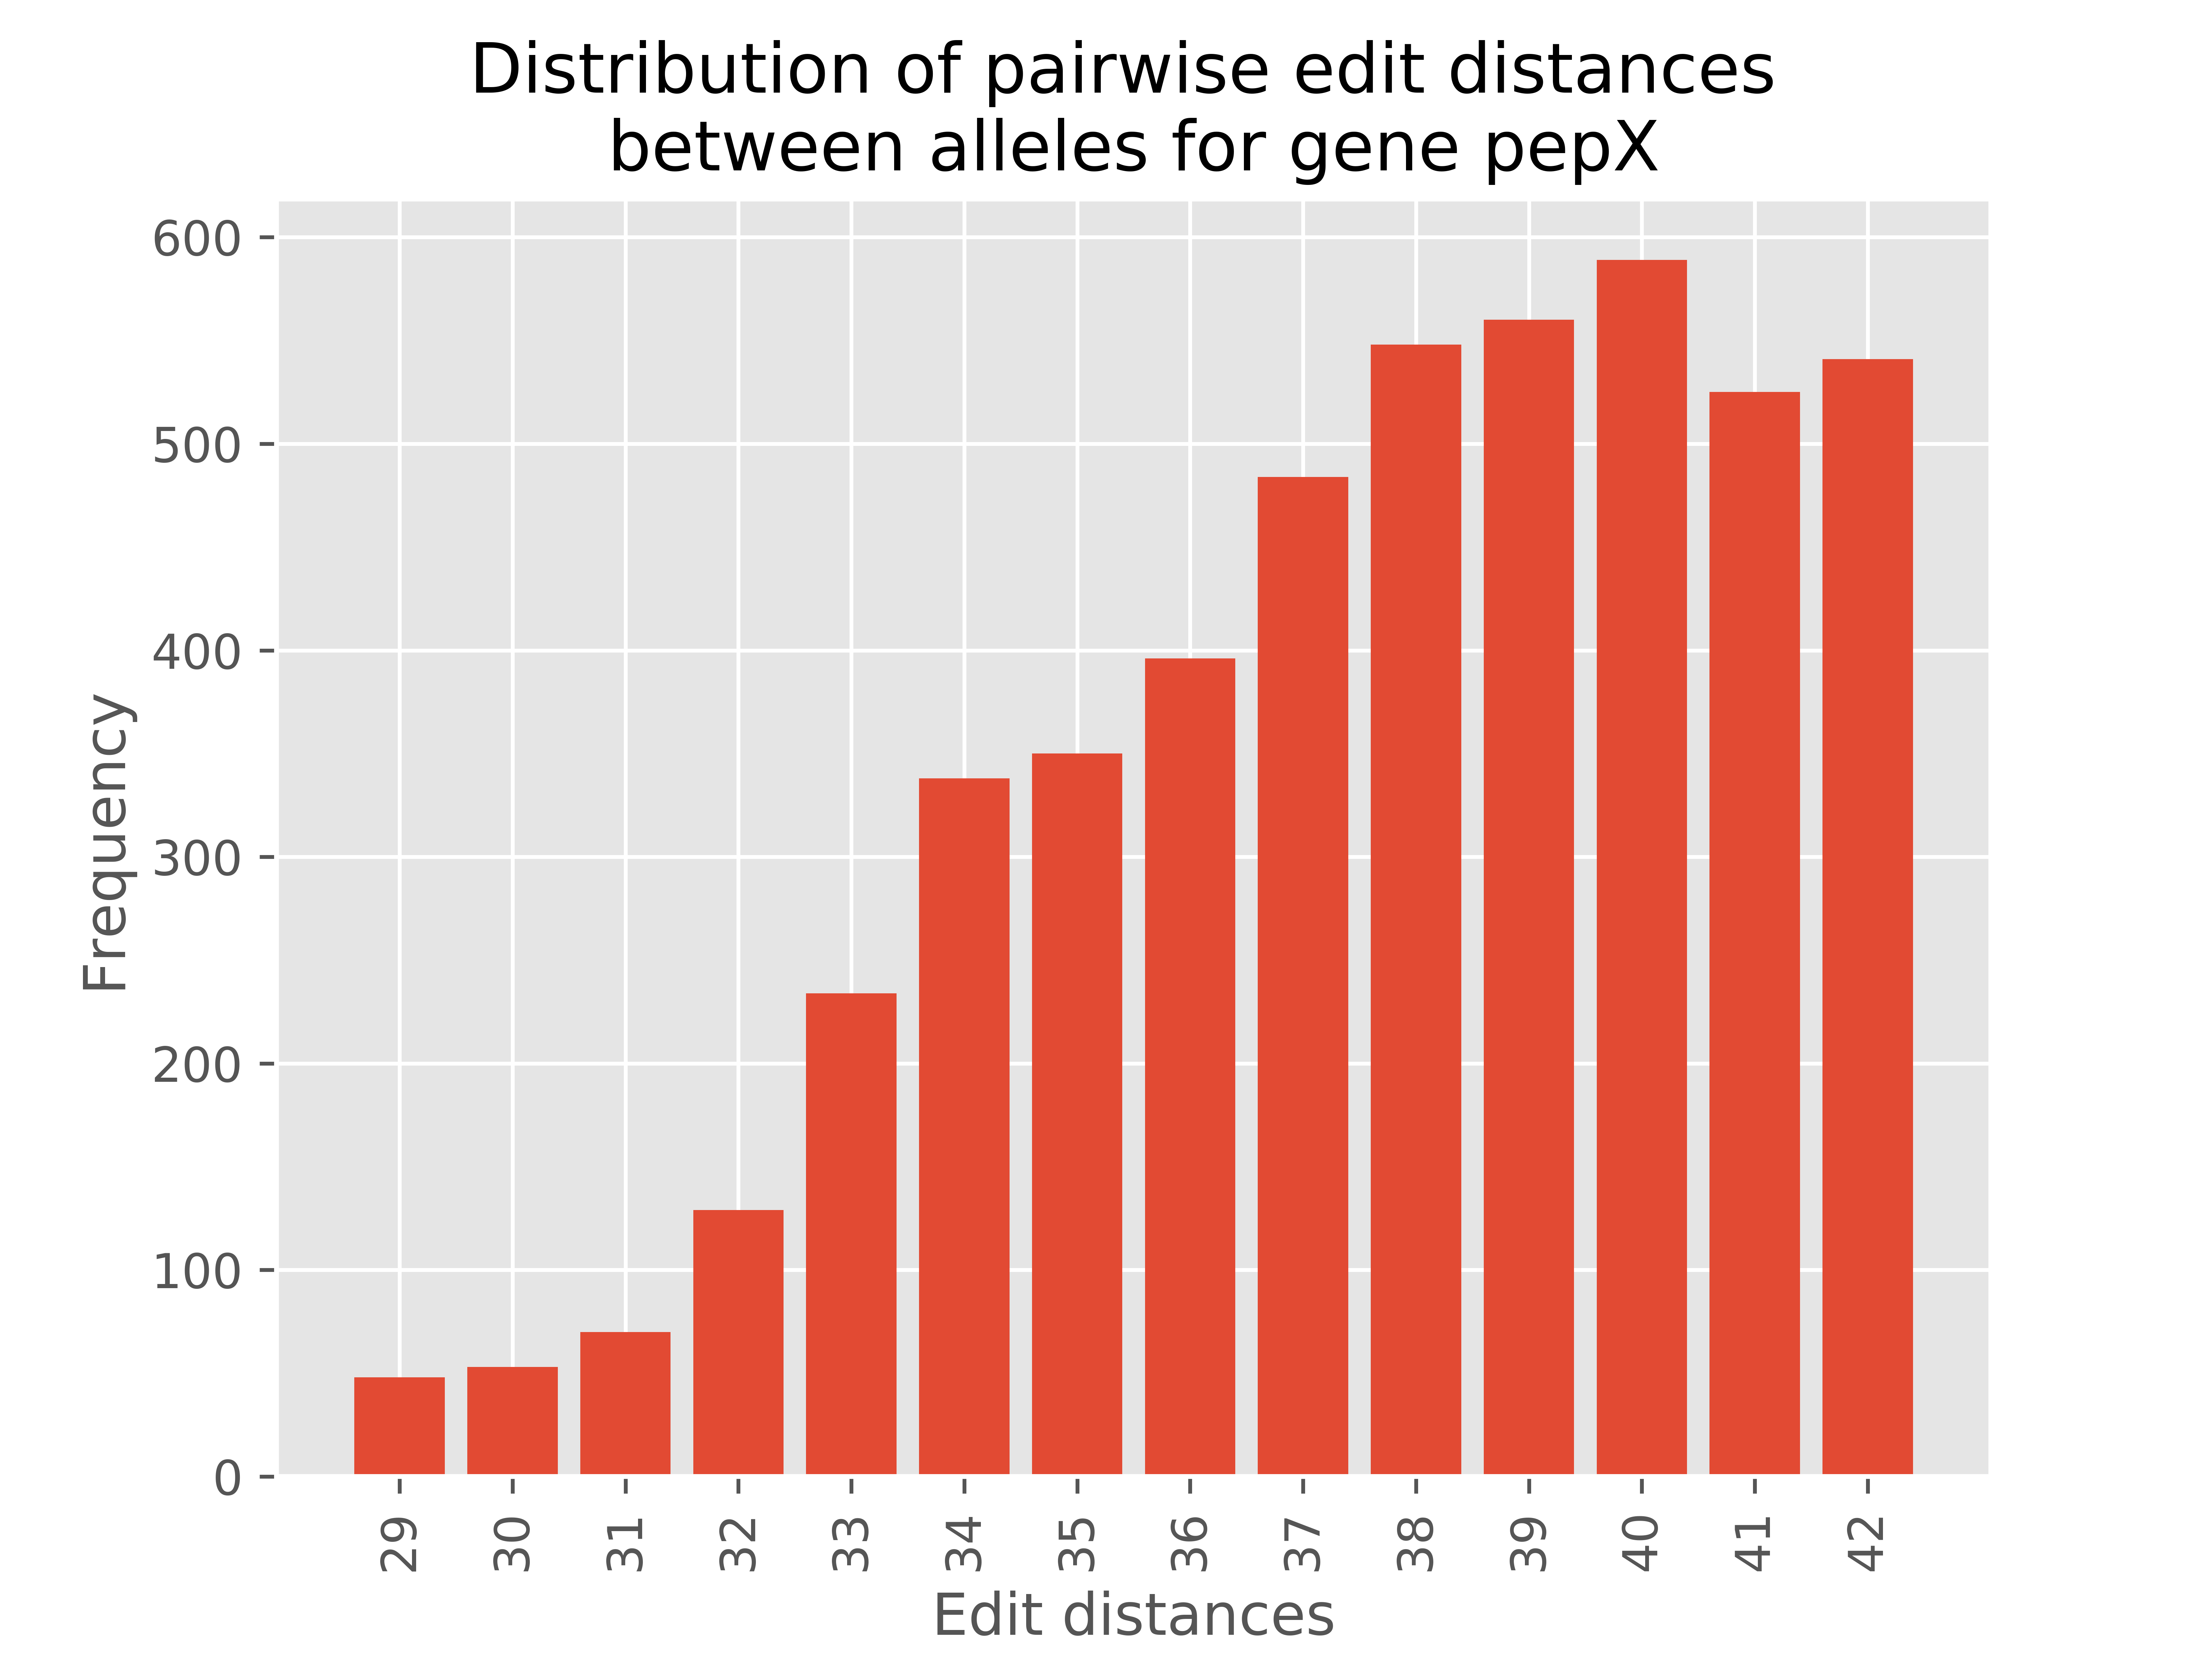 Distribution of pairwise edit distances
between alleles for gene pepX
600
500
400
300
200
100
0
Frequency
29 30 31 32 33 34 35 36 37 38 39 40 41 42
Edit distances